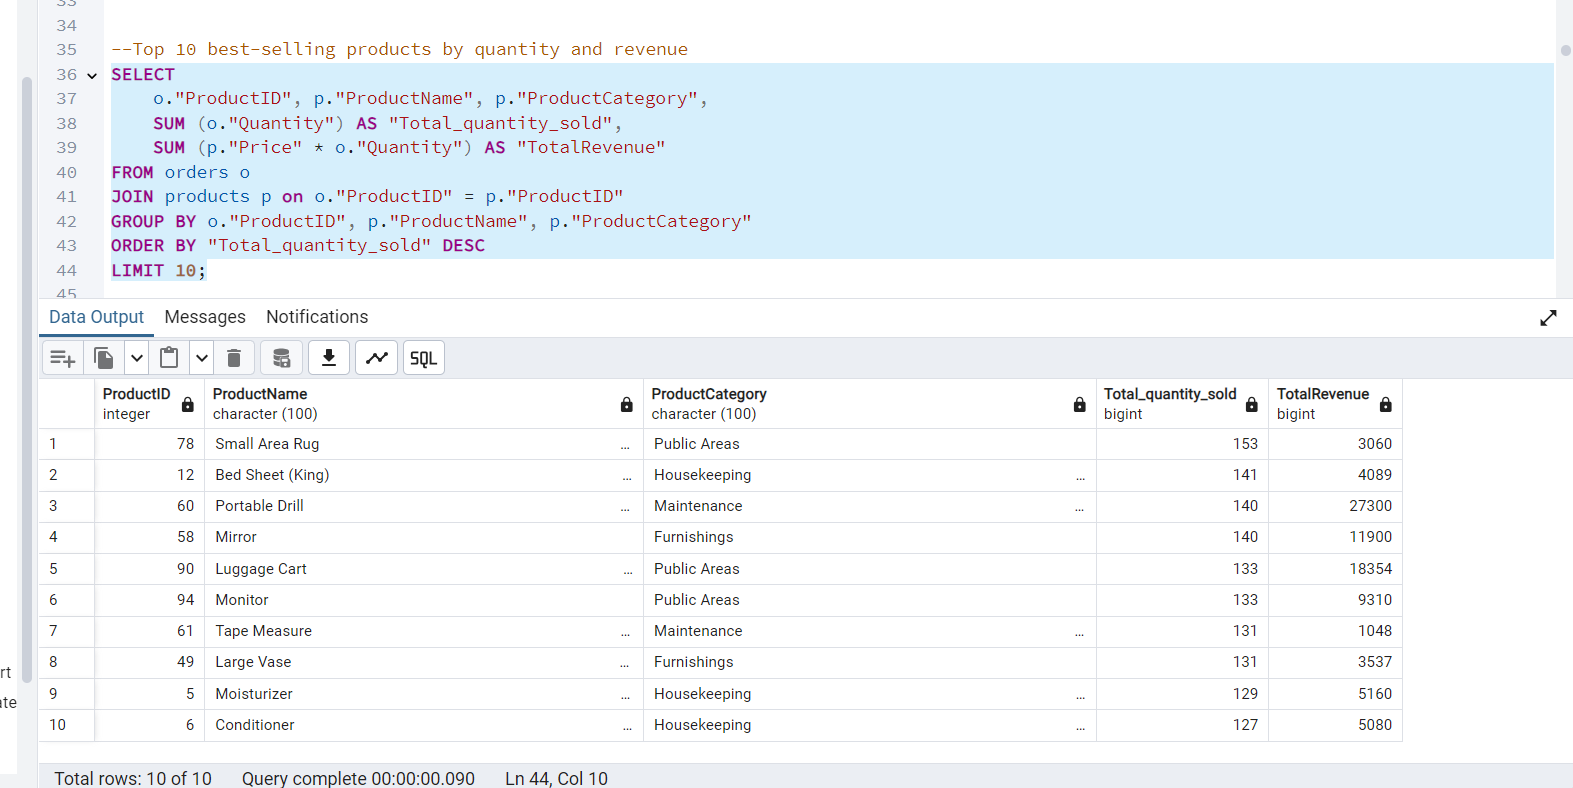 33
34
35 --Top 10 best-selling products by quantity and revenue
36 SELECT
37 o."ProductID", p."ProductName", p."ProductCategory",
38 SUM (o."Quantity") AS "Total_quantity_sold",
39 SUM (p."Price" * o."Quantity") AS "TotalRevenue"
40 FROM orders o
41 JOIN products p on o."ProductID" = p."ProductID"
42 GROUP BY o."ProductID", p."ProductName", p."ProductCategory"
43 ORDER BY "Total_quantity_sold" DESC
44 LIMIT 10;
45
Data Output Messages Notifications
SQL
ProductID ProductName ProductCategory Total_quantity_sold TotalRevenue
integer character (100) character (100) bigint bigint
1 78 Small Area Rug ... Public Areas 153 3060
2 12 Bed Sheet (King) ... Housekeeping ... 141 4089
3 60 Portable Drill ... Maintenance ... 140 27300
4 58 Mirror Furnishings 140 11900
5 90 Luggage Cart ... Public Areas 133 18354
6 94 Monitor Public Areas 133 9310
7 61 Tape Measure ... Maintenance ... 131 1048
8 49 Large Vase ... Furnishings 131 3537
rt
9 5 Moisturizer ... Housekeeping ... 129 5160
ate
10 6 Conditioner ... Housekeeping ... 127 5080
Total rows: 10 of 10 Query complete 00:00:00.090 Ln 44, Col 10